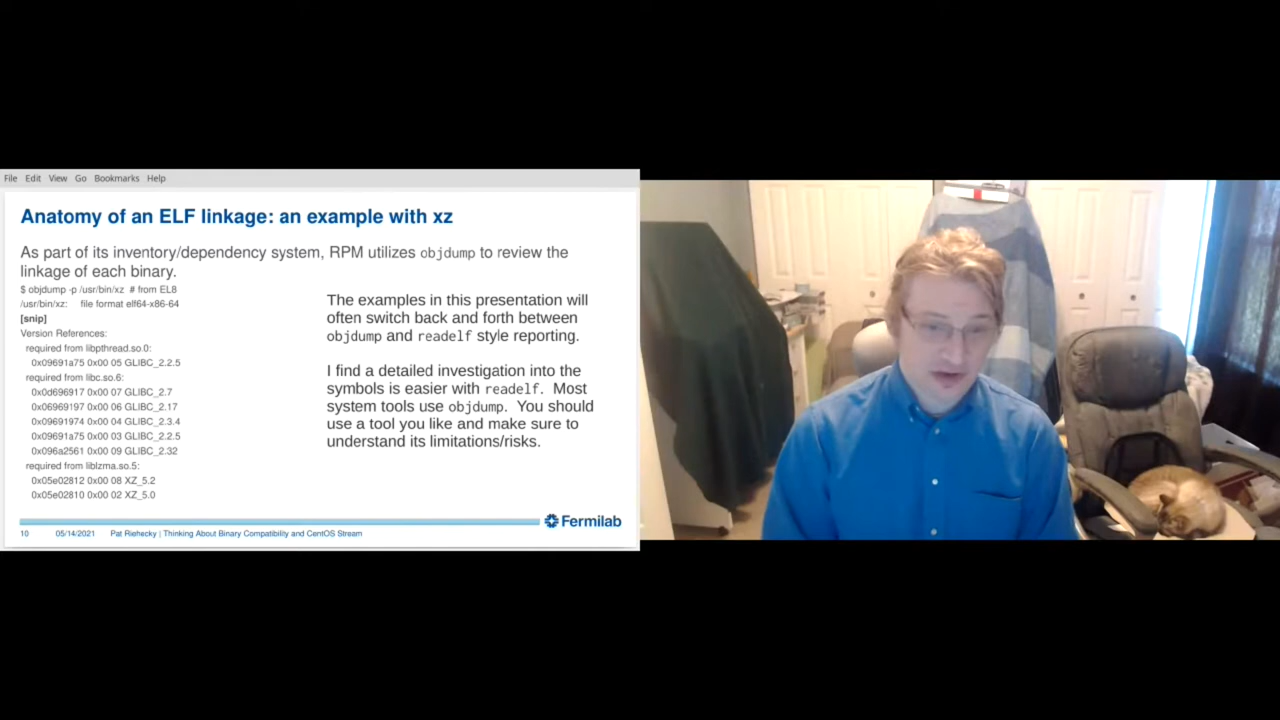 File Edit View Go Bookmarks Help
Anatomy of an ELF linkage: an example with xz
As part of its inventory/dependency system, RPM utilizes objdump to review the
linkage of each binary.
$ objdump -p /usr/bin/xz # from EL8
/usr/bin/xz: file format elf64-x86-64
[snip]
Version References:
required from libpthread.so.0:
0x09691a75 0x00 05 GLIBC_2.2.5
required from libc.so.6:
0x0d696917 0x00 07 GLIBC_2.7
0x06969197 0x00 06 GLIBC_2.17
0x09691974 0x00 04 GLIBC_2.3.4
0x09691a75 0x00 03 GLIBC_2.2.5
0x096a2561 0x00 09 GLIBC_2.32
required from liblzma.so.5:
0x05e02812 0x00 08 XZ_5.2
0x05e02810 0x00 02 XZ_5.0
The examples in this presentation will
often switch back and forth between
objdump and readelf style reporting.
I find a detailed investigation into the
symbols is easier with readelf. Most
system tools use objdump. You should
use a tool you like and make sure to
understand its limitations/risks.
Fermilab
10 05/14/2021 Pat Riehecky | Thinking About Binary Compatibility and CentOS Stream